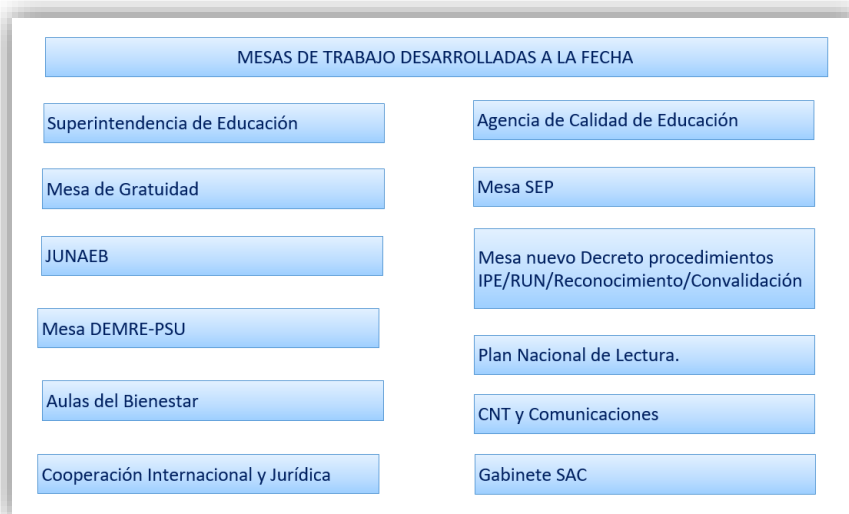 MESAS DE TRABAJO DESARROLLADAS A LA FECHA
Superintendencia de Educación
Mesa de Gratuidad
JUNAEB
Mesa DEMRE-PSU
Aulas del Bienestar
Cooperación Internacional y Jurídica
Agencia de Calidad de Educación
Mesa SEP
Mesa nuevo Decreto procedimientos
IPE/RUN/Reconocimiento/Convalidación
Plan Nacional de Lectura.
CNT y Comunicaciones
Gabinete SAC